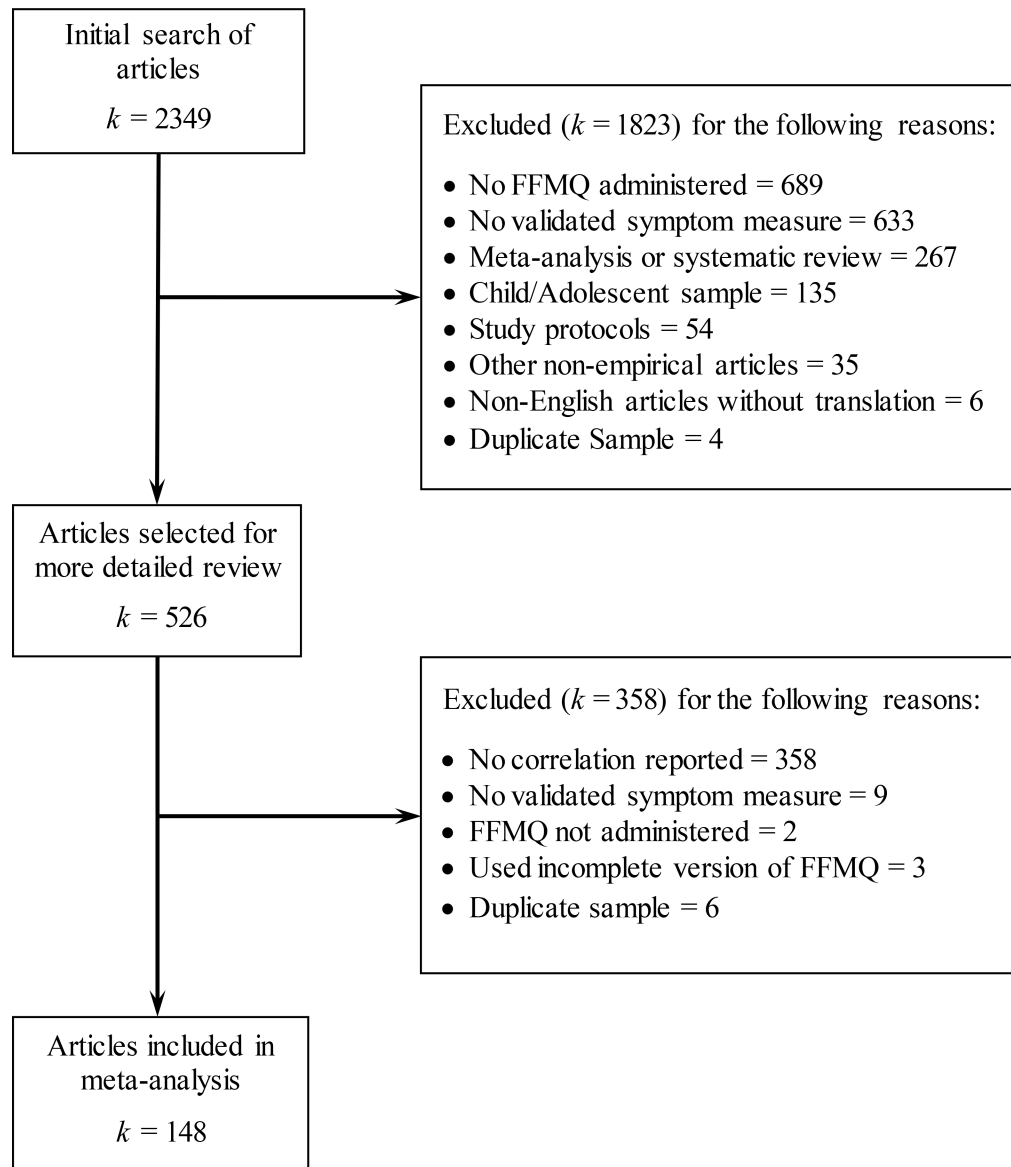 Initial search of
articles
k = 2349
Excluded (k = 1823) for the following reasons:
• No FFMQ administered = 689
• No validated symptom measure = 633
• Meta-analysis or systematic review = 267
• Child/Adolescent sample = 135
• Study protocols = 54
• Other non-empirical articles = 35
• Non-English articles without translation = 6
• Duplicate Sample = 4
Articles selected for
more detailed review
k = 526
Excluded (k = 358) for the following reasons:
• No correlation reported = 358
• No validated symptom measure = 9
• FFMQ not administered = 2
• Used incomplete version of FFMQ = 3
• Duplicate sample = 6
Articles included in
meta-analysis
k = 148